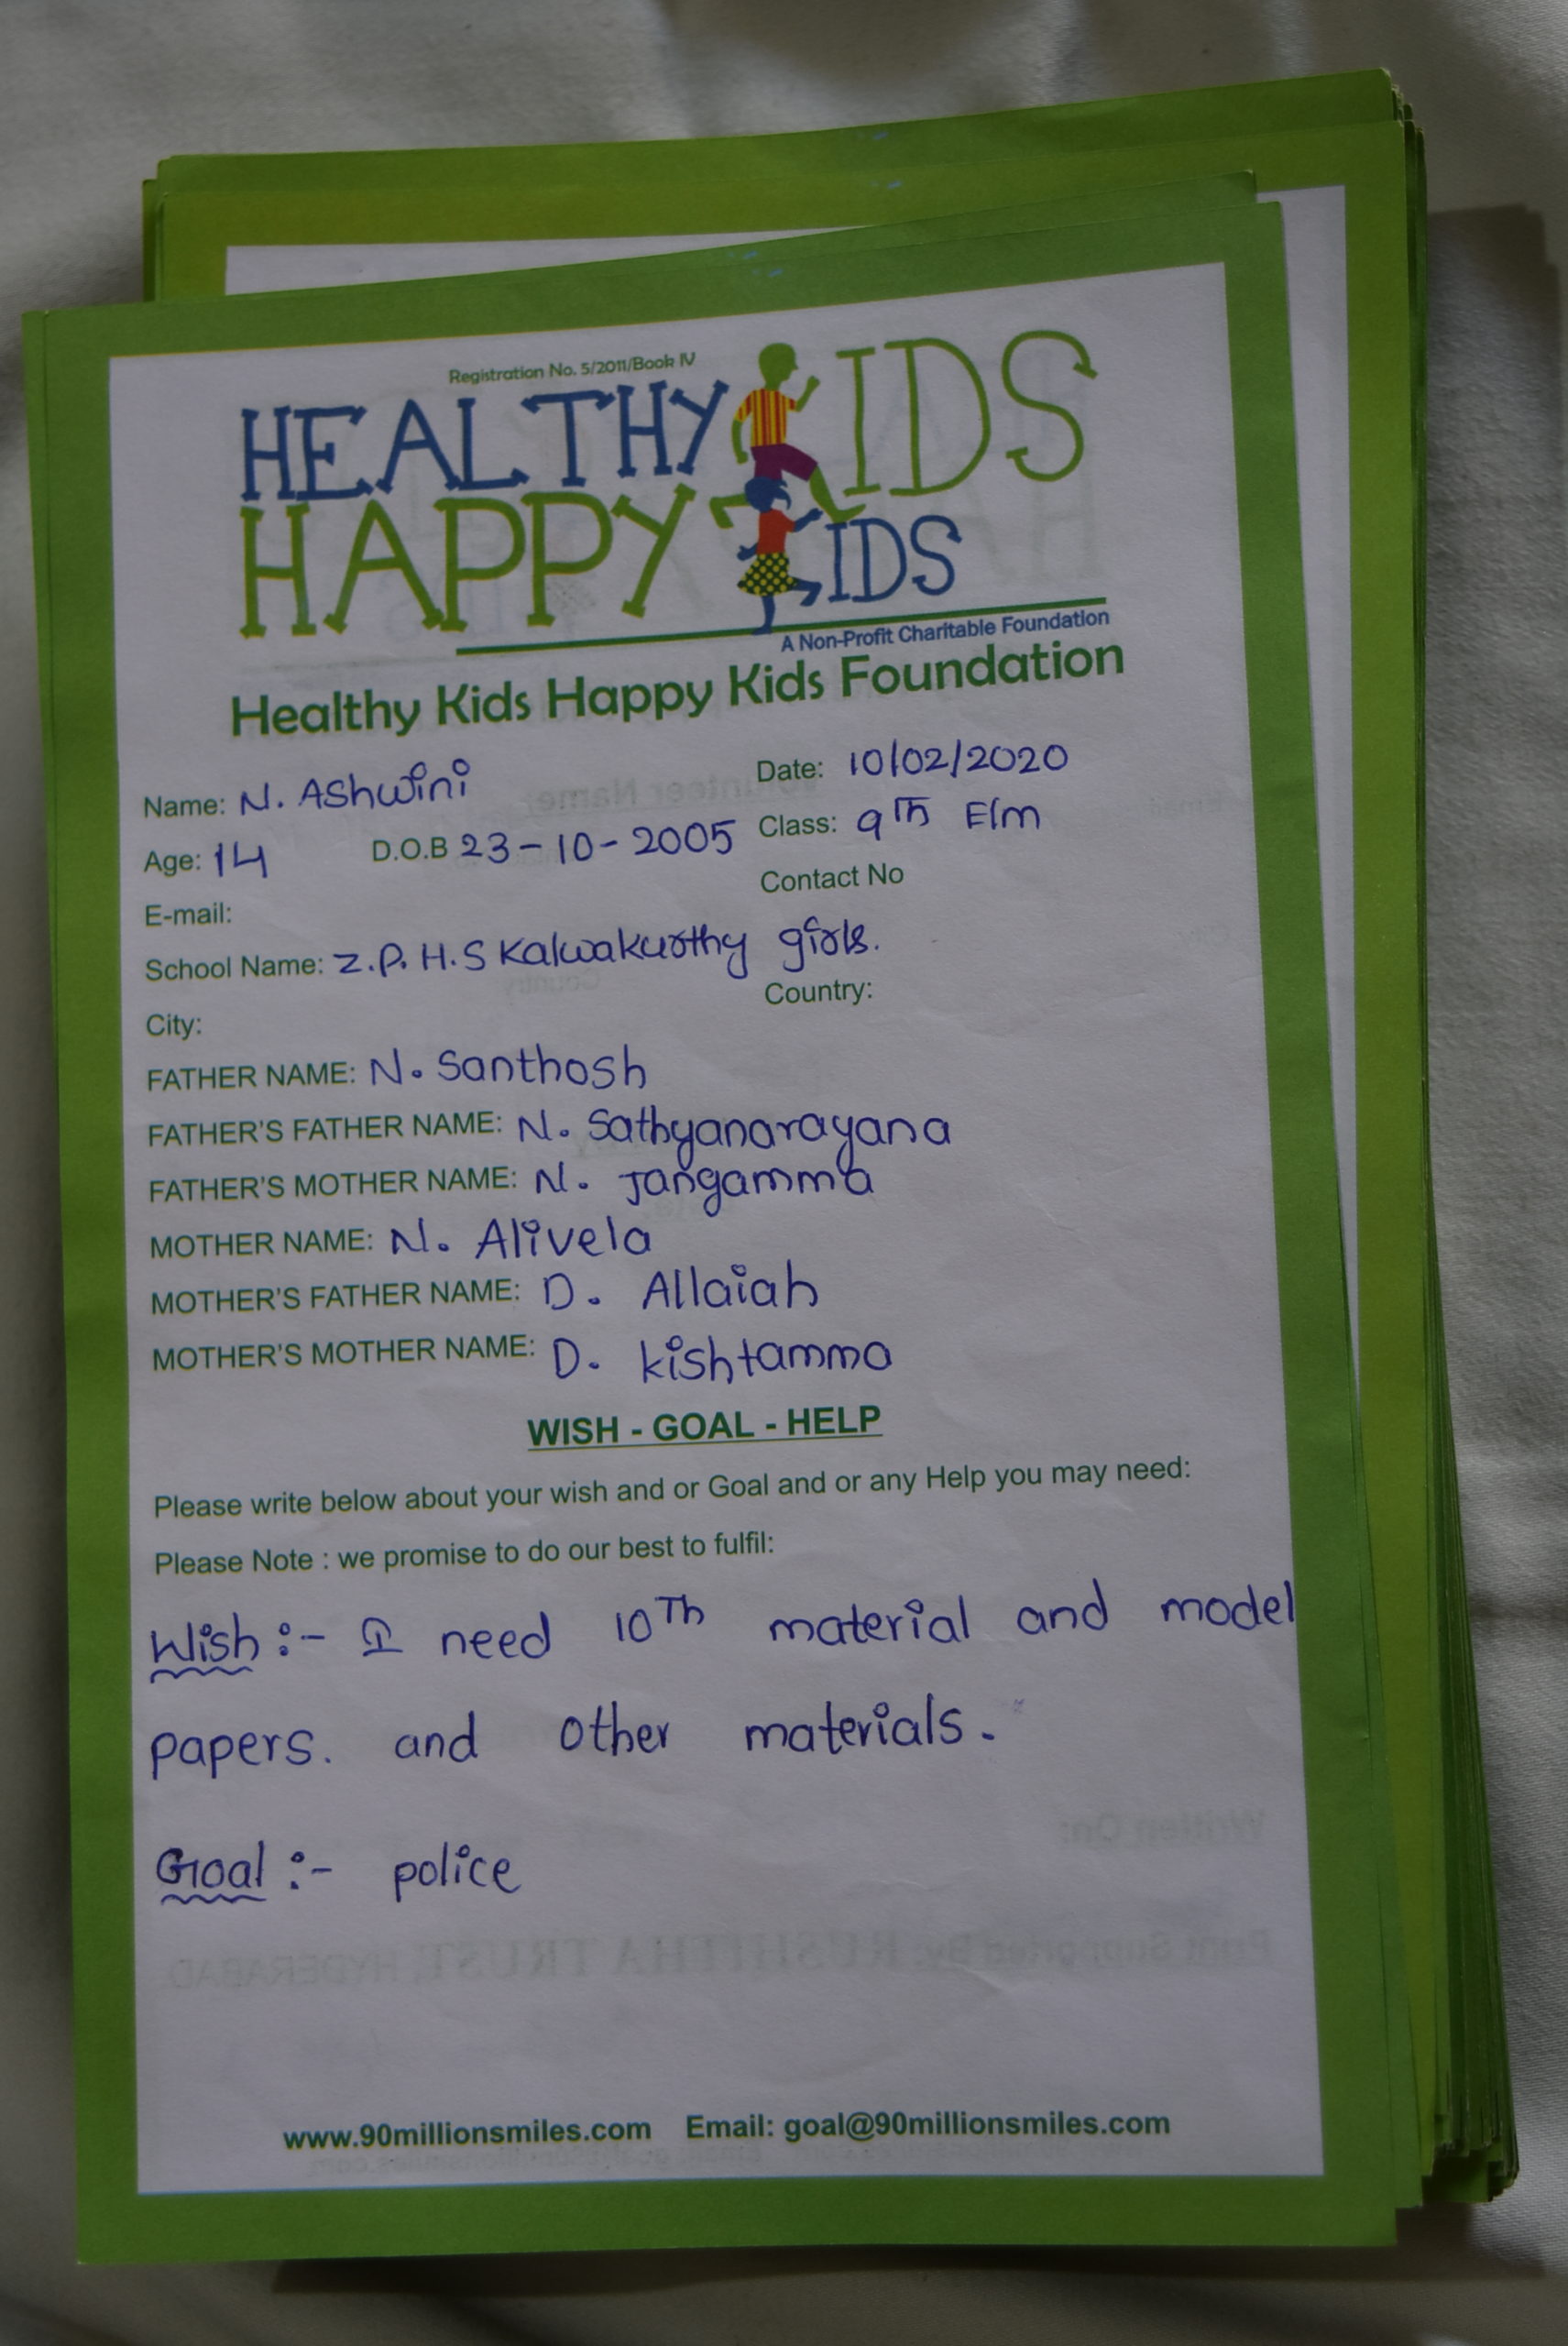 Registration No. 5/2011/Book IV
HEALTHY KIDS
HAPPY KIDS
A Non-Profit Charitable Foundation
Healthy Kids Happy Kids Foundation
Name: N. Ashwini Date: 10/02/2020
Age: 14 D.O.B 23-10-2005 Class: 9Th E/m
E-mail: Contact No
School Name: Z.P.H.S Kalwakurthy girls.
City: Country:
FATHER NAME: N. Santhosh
FATHER'S FATHER NAME: N. Sathyanarayana
FATHER'S MOTHER NAME: N. Jangamma
MOTHER NAME: N. Alivela
MOTHER'S FATHER NAME: D. Allaiah
MOTHER'S MOTHER NAME: D. kishtamma
WISH - GOAL - HELP
Please write below about your wish and or Goal and or any Help you may need:
Please Note : we promise to do our best to fulfil:
Wish :- I need 10Th material and model
papers. and other materials.
Goal :- police
www.90millionsmiles.com Email: goal@90millionsmiles.com